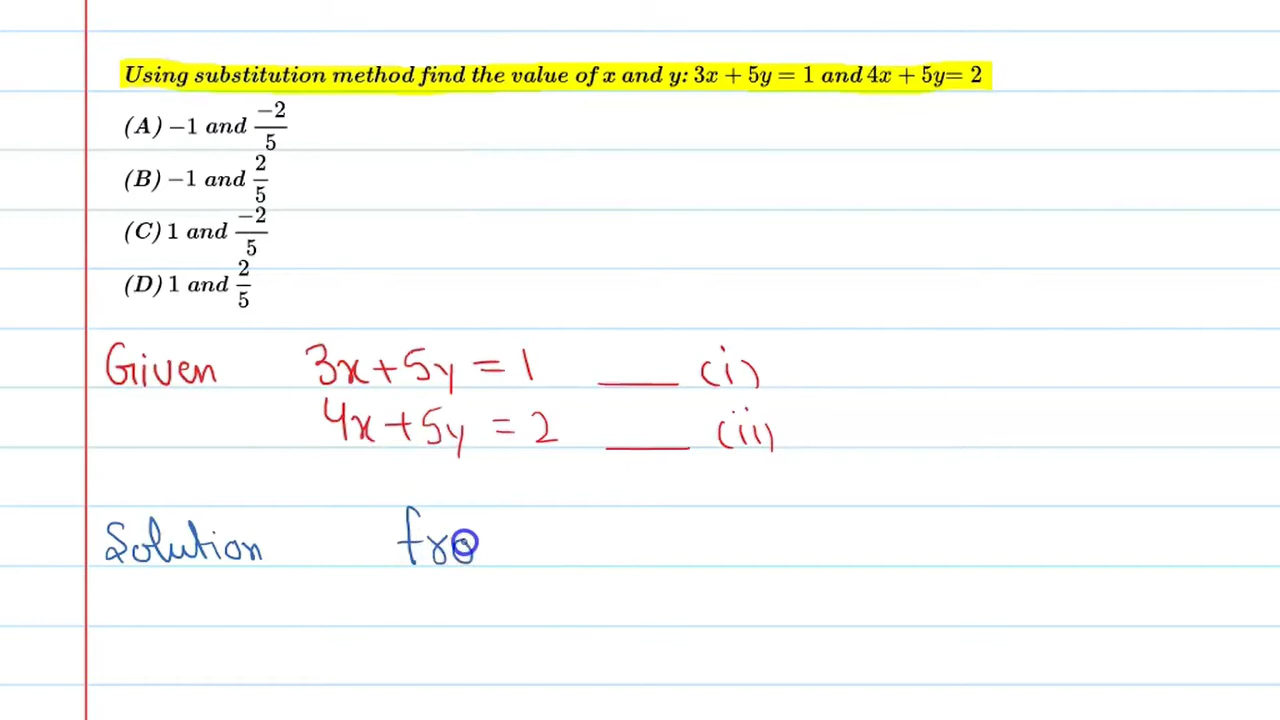 Using substitution method find the value of x and y: 3x + 5y = 1 and 4x + 5y= 2
(A) −1 and −2/5
(B) −1 and 2/5
(C) 1 and −2/5
(D) 1 and 2/5
Given 3x+5y = 1 ___ (i)
4x+5y = 2 ___ (ii)
Solution fro